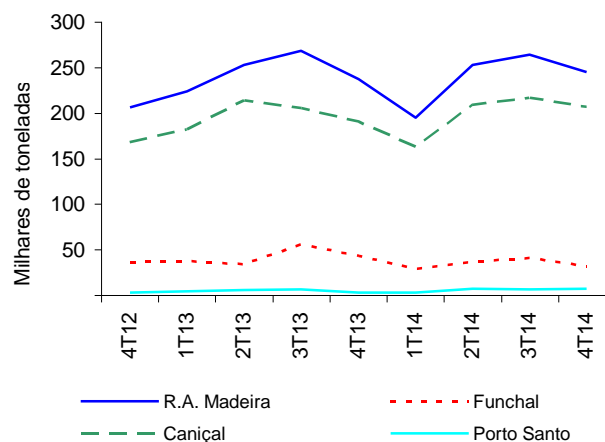 300
250
200
150
100
50
Milhares de toneladas
4T12
1T13
2T13
3T13
4T13
1T14
2T14
3T14
4T14
R.A. Madeira
Funchal
Caniçal
Porto Santo